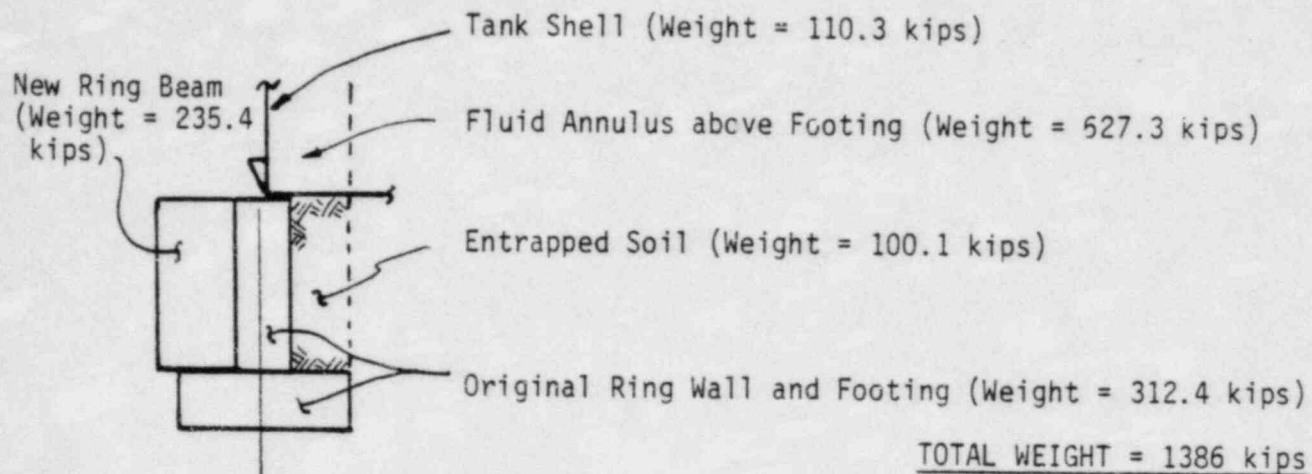 Tank Shell (Weight = 110.3 kips)
New Ring Beam
(Weight = 235.4
kips)
Fluid Annulus above Footing (Weight = 627.3 kips)
Entrapped Soil (Weight = 100.1 kips)
Original Ring Wall and Footing (Weight = 312.4 kips)
TOTAL WEIGHT = 1386 kips